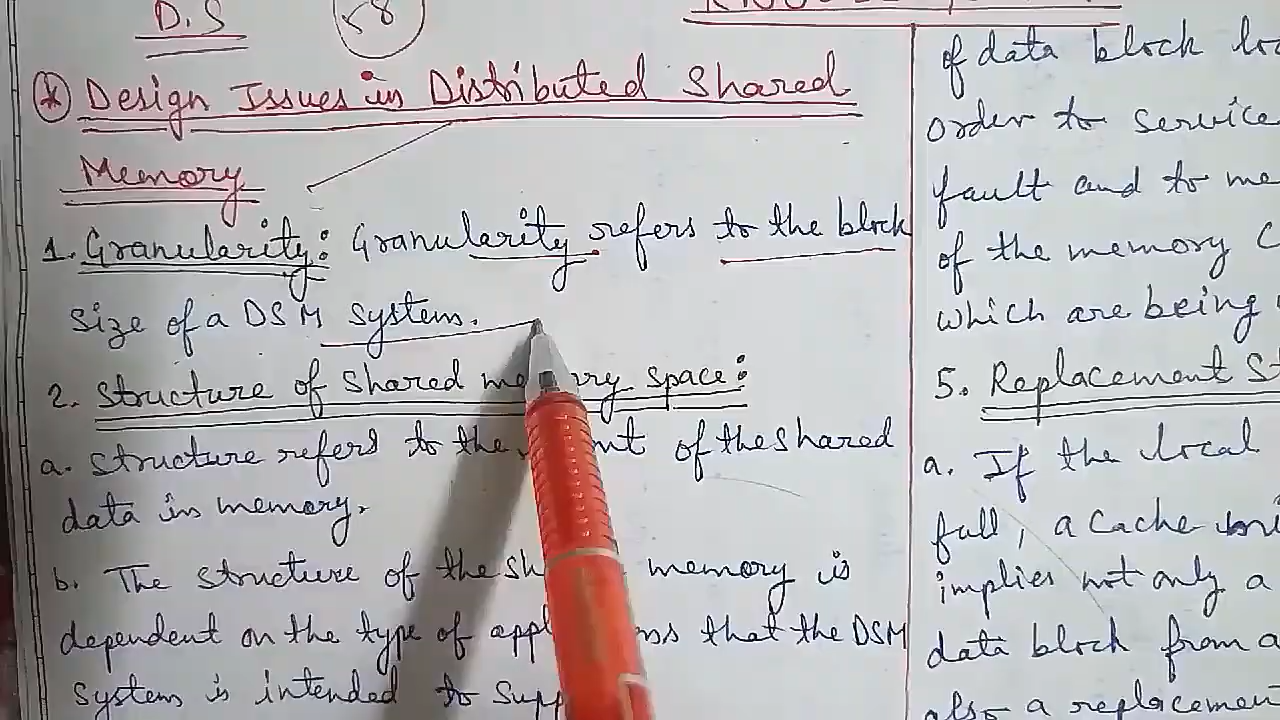 D.S 58
Design Issues in Distributed Shared
Memory
1. Granularity: Granularity refers to the block
size of a DSM system.
2. Structure of shared memory space:
a. Structure refers to the of the shared
data in memory.
b. The structure of the memory is
dependent on the type of that the DSM
system is intended to
of data block
order to service
fault and to
of the memory
which are being
5. Replacement
a. If the local
full, a cache
implies not only a
data block from a
also a replacement